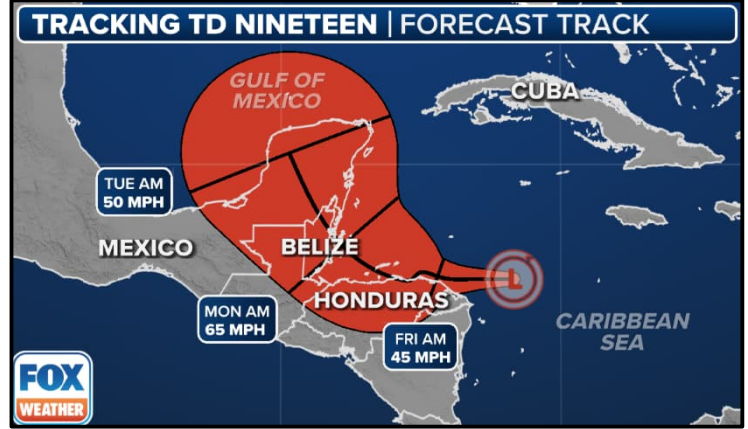 TRACKING TD NINETEEN | FORECAST TRACK
GULF OF
MEXICO
CUBA
TUE AM
50 MPH
MEXICO
BELIZE
HONDURAS
MON AM
65 MPH
FRI AM
45 MPH
CARIBBEAN
SEA
FOX
WEATHER